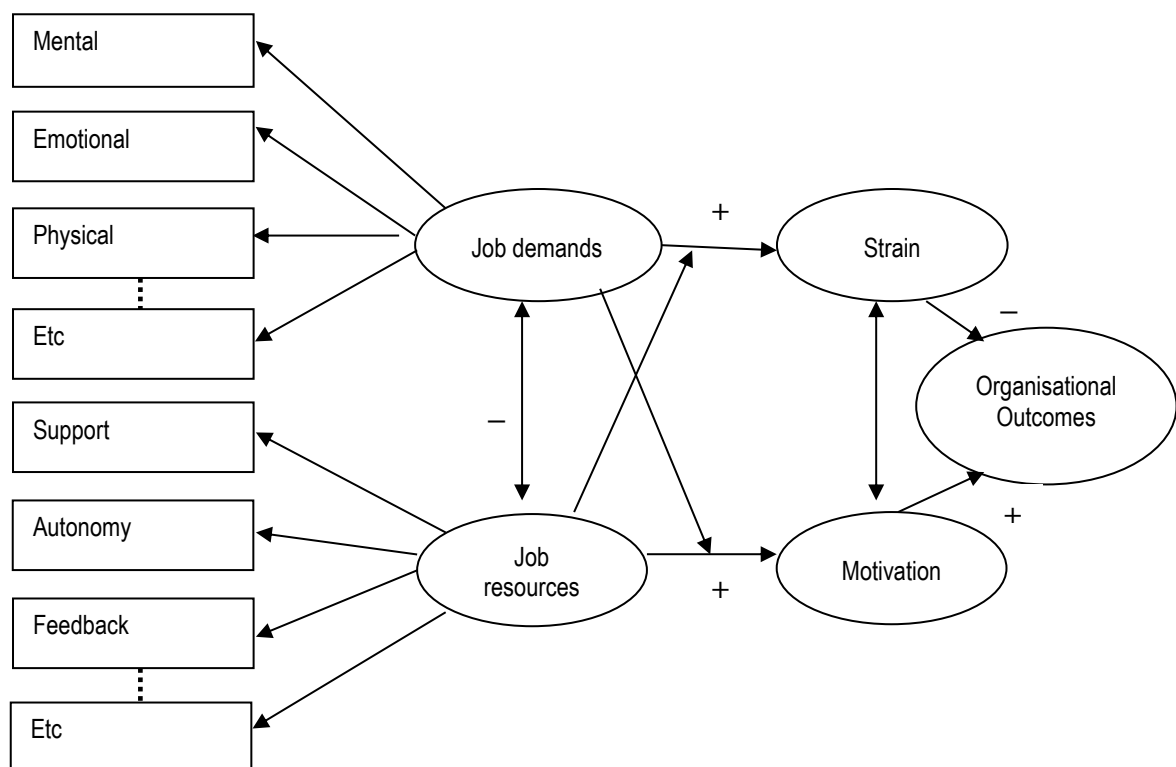 Mental
Emotional
Physical
Etc
Support
Autonomy
Feedback
Etc
Job demands
–
Job
resources
+
+
Strain
Motivation
–
Organisational
Outcomes
+